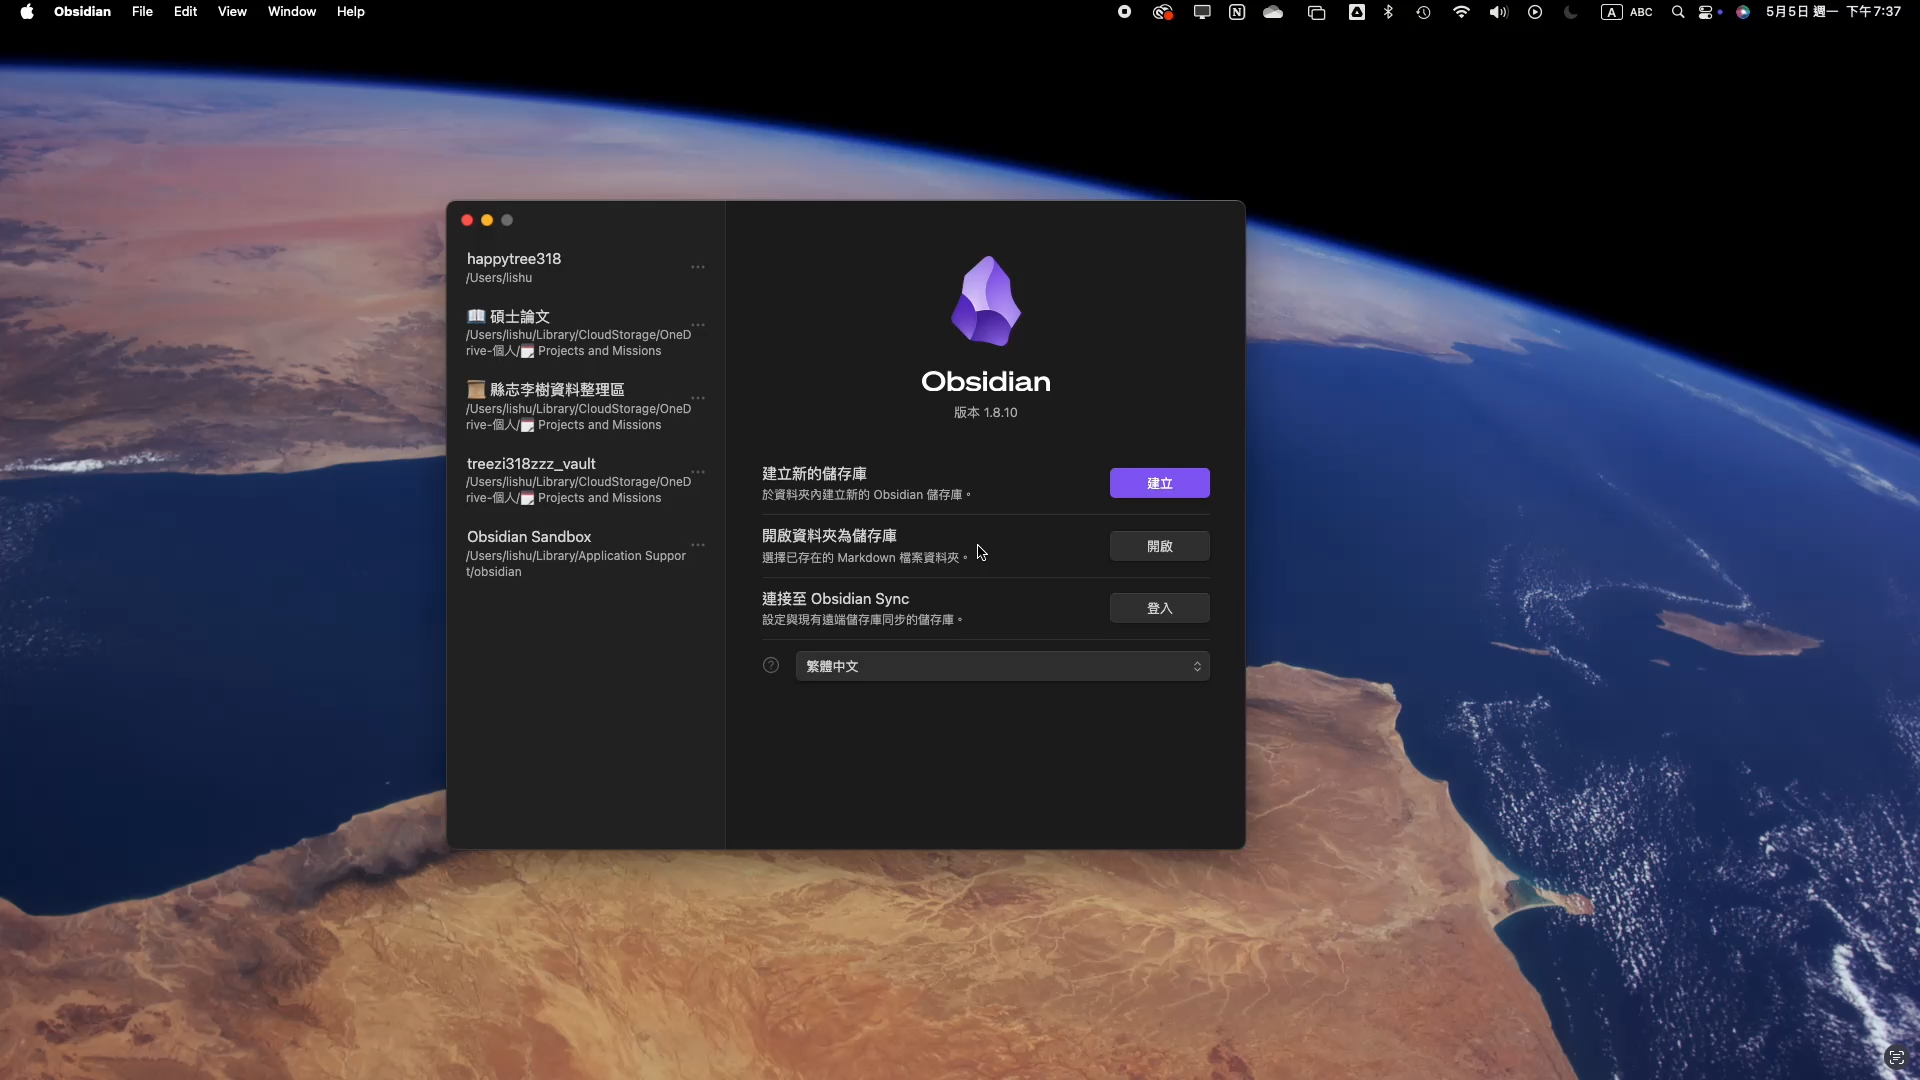 Obsidian File Edit View Window Help
A ABC 5月5日 週一 下午7:37
happytree318
/Users/lishu
碩士論文
/Users/lishu/Library/CloudStorage/OneD
rive-個人/ Projects and Missions
縣志李樹資料整理區
/Users/lishu/Library/CloudStorage/OneD
rive-個人/ Projects and Missions
treezi318zzz_vault
/Users/lishu/Library/CloudStorage/OneD
rive-個人/ Projects and Missions
Obsidian Sandbox
/Users/lishu/Library/Application Suppor
t/obsidian
Obsidian
版本 1.8.10
建立新的儲存庫
於資料夾內建立新的 Obsidian 儲存庫。
建立
開啟資料夾為儲存庫
選擇已存在的 Markdown 檔案資料夾。
開啟
連接至 Obsidian Sync
設定與現有遠端儲存庫同步的儲存庫。
登入
繁體中文